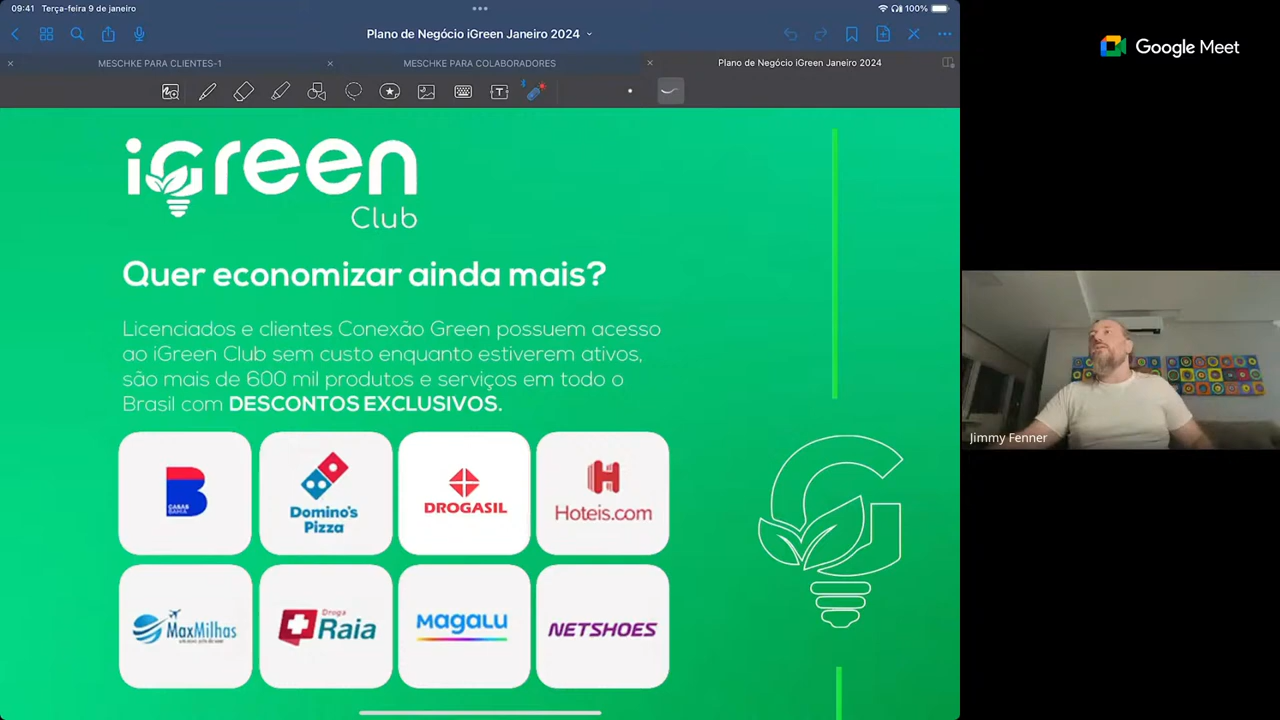 09:41 Terça-feira 9 de janeiro
100%
Plano de Negócio iGreen Janeiro 2024
MESCHKE PARA CLIENTES-1
MESCHKE PARA COLABORADORES
Plano de Negócio iGreen Janeiro 2024
T
iGreen
Club
Quer economizar ainda mais?
Licenciados e clientes Conexão Green possuem acesso
ao iGreen Club sem custo enquanto estiverem ativos,
são mais de 600 mil produtos e serviços em todo o
Brasil com DESCONTOS EXCLUSIVOS.
B
CASAS
BAHIA
Domino's
Pizza
DROGASIL
H
Hoteis.com
MaxMilhas
Droga
Raia
MAGALU
NETSHOES
Google Meet
Jimmy Fenner